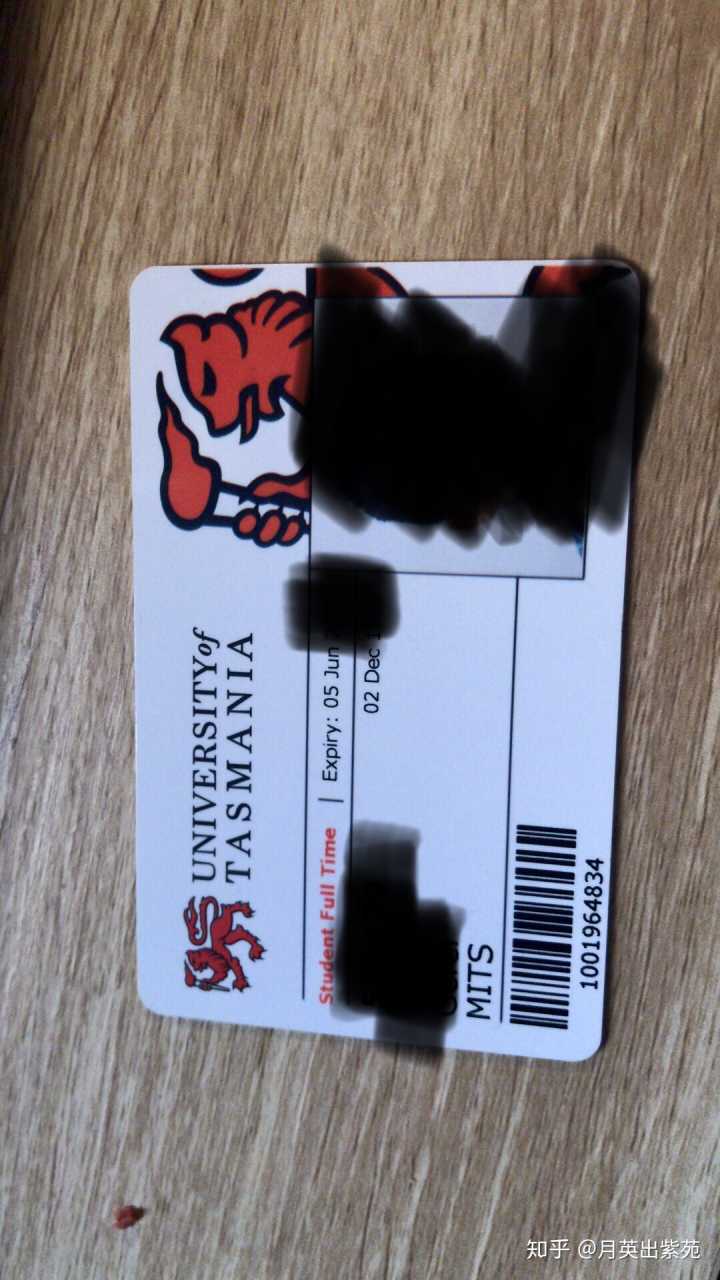 UNIVERSITY of
TASMANIA
Student Full Time | Expiry: 05 Jun
02 Dec 1
MITS
1001964834
知乎 @月英出紫苑